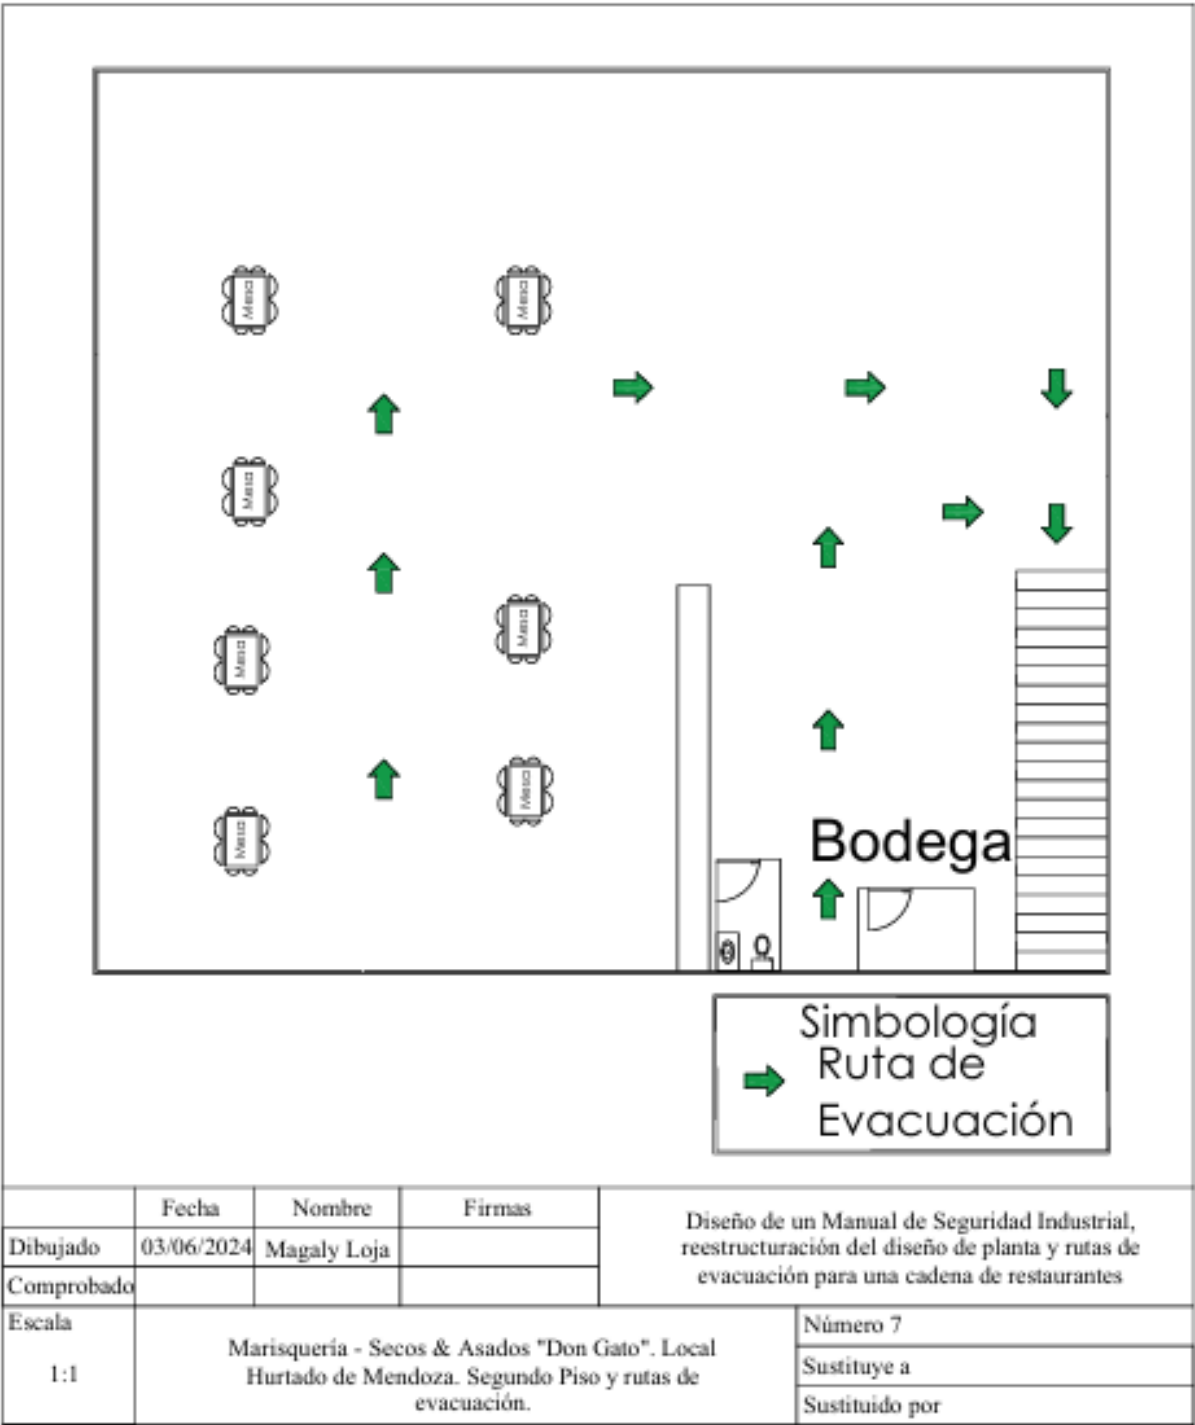 Mesa
Mesa
Mesa
Mesa
Mesa
Mesa
Mesa
Bodega
Simbología
Ruta de
Evacuación
Fecha Nombre Firmas
Dibujado 03/06/2024 Magaly Loja
Comprobado
Diseño de un Manual de Seguridad Industrial,
reestructuración del diseño de planta y rutas de
evacuación para una cadena de restaurantes
Escala
1:1
Marisquería - Secos & Asados "Don Gato". Local
Hurtado de Mendoza. Segundo Piso y rutas de
evacuación.
Número 7
Sustituye a
Sustituido por